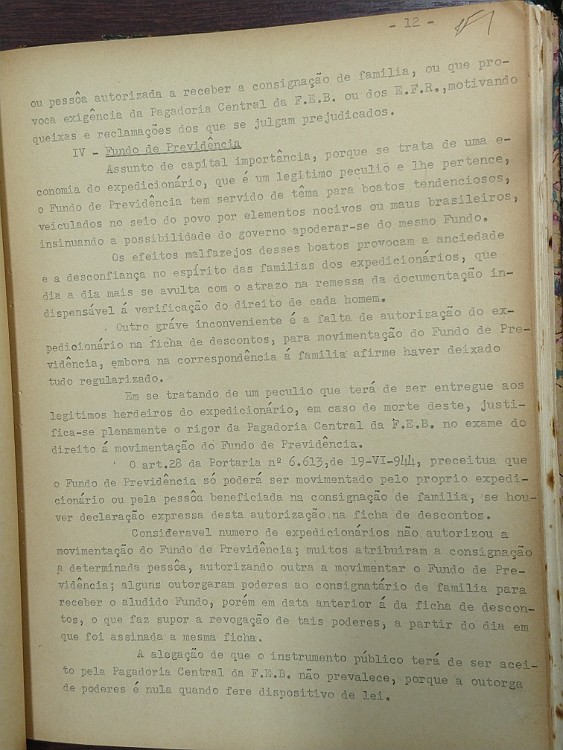 - 12 -
ou pessôa autorizada a receber a consignação de familia, ou que pro-
voca exigência da Pagadoria Central da F.E.B. ou dos E.F.R.,motivando
queixas e reclamações dos que se julgam prejudicados.
IV - Fundo de Previdência
Assunto de capital importância, porque se trata de uma e-
conomia do expedicionário, que é um legitimo peculio e lhe pertence,
o Fundo de Previdência tem servido de têma para boatos tendenciosos,
veiculados no seio do povo por elementos nocivos ou maus brasileiros,
insinuando a possibilidade do governo apoderar-se do mesmo Fundo.
Os efeitos malfazejos desses boatos provocam a anciedade
e a desconfiança no espírito das familias dos expedicionários, que
dia a dia mais se avulta com o atrazo na remessa da documentação in-
dispensável á verificação do direito de cada homem.
Outro gráve inconveniente é a falta de autorização do ex-
pedicionário na ficha de descontos, para movimentação do Fundo de Pre-
vidência, embora na correspondência á familia afirme haver deixado
tudo regularizado.
Em se tratando de um peculio que terá de ser entregue aos
legitimos herdeiros do expedicionário, em caso de morte deste, justi-
fica-se plenamente o rigor da Pagadoria Central da F.E.B. no exame do
direito á movimentação do Fundo de Previdência.
O art.28 da Portaria nº 6.613,de 19-VI-944, preceitua que
o Fundo de Previdência só poderá ser movimentado pelo proprio expedi-
cionário ou pela pessôa beneficiada na consignação de familia, se hou-
ver declaração expressa desta autorização na ficha de descontos.
Consideravel numero de expedicionários não autorizou a
movimentação do Fundo de Previdência; muitos atribuiram a consignação
a determinada pessôa, autorizando outra a movimentar o Fundo de Pre-
vidência; alguns outorgaram poderes ao consignatário de familia para
receber o aludido Fundo, porém em data anterior á da ficha de descon-
tos, o que faz supor a revogação de tais poderes, a partir do dia em
que foi assinada a mesma ficha.
A alegação de que o instrumento público terá de ser acei-
to pela Pagadoria Central da F.E.B. não prevalece, porque a outorga
de poderes é nula quando fere dispositivo de lei.